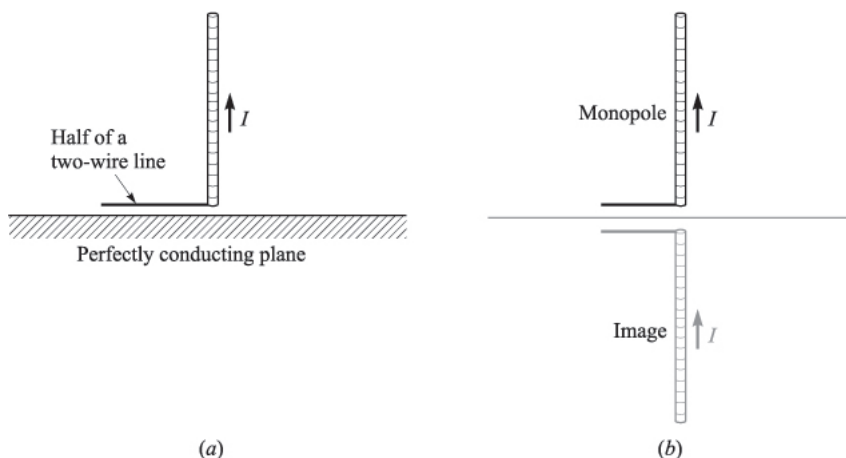 I
Half of a
two-wire line
Perfectly conducting plane
(a)
Monopole
I
Image
I
(b)